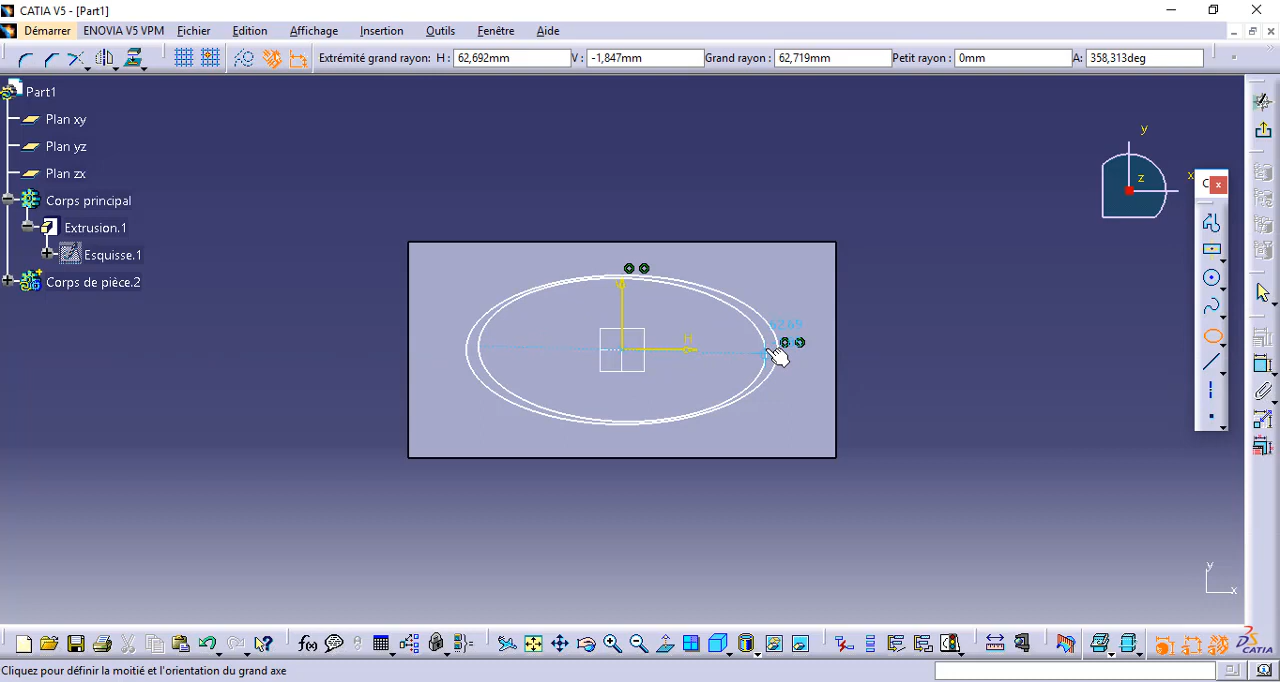 CATIA V5 - [Part1]
Démarrer ENOVIA V5 VPM Fichier Edition Affichage Insertion Outils Fenêtre Aide
Extrémité grand rayon: H : 62,692mm V : -1,847mm Grand rayon : 62,719mm Petit rayon : 0mm A: 358,313deg
Part1
Plan xy
Plan yz
Plan zx
Corps principal
Extrusion.1
Esquisse.1
Corps de pièce.2
y
x
z
62,69
H
y
x
f(x)
CATIA
Cliquez pour définir la moitié et l'orientation du grand axe